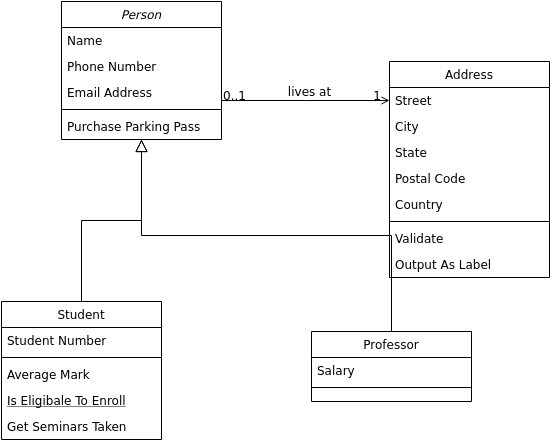 Person
Name
Phone Number
Email Address
Purchase Parking Pass
0..1
lives at
1
Address
Street
City
State
Postal Code
Country
Validate
Output As Label
Student
Student Number
Average Mark
Is Eligibale To Enroll
Get Seminars Taken
Professor
Salary